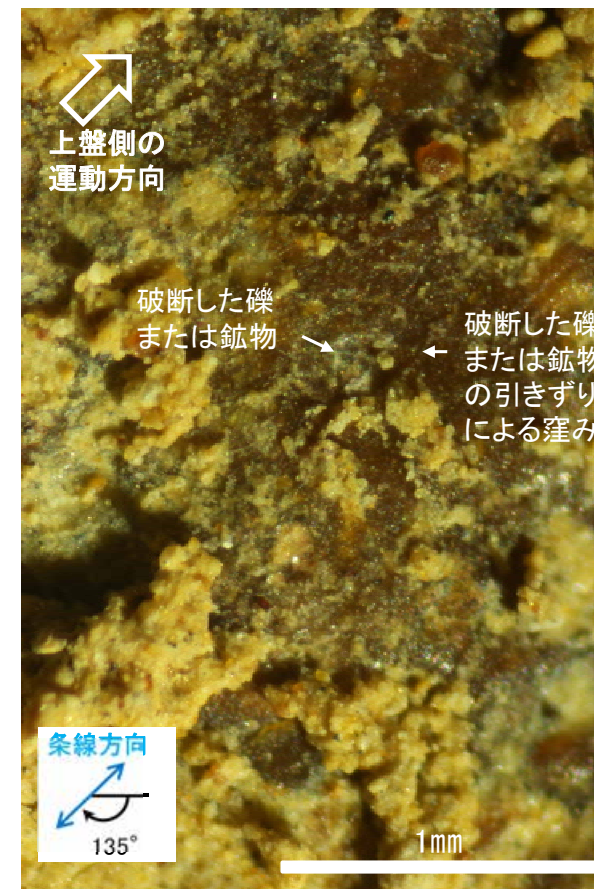 上盤側の
運動方向
破断した礫
または鉱物
破断した礫
または鉱物
の引きずり
による窪み
条線方向
135°
1mm